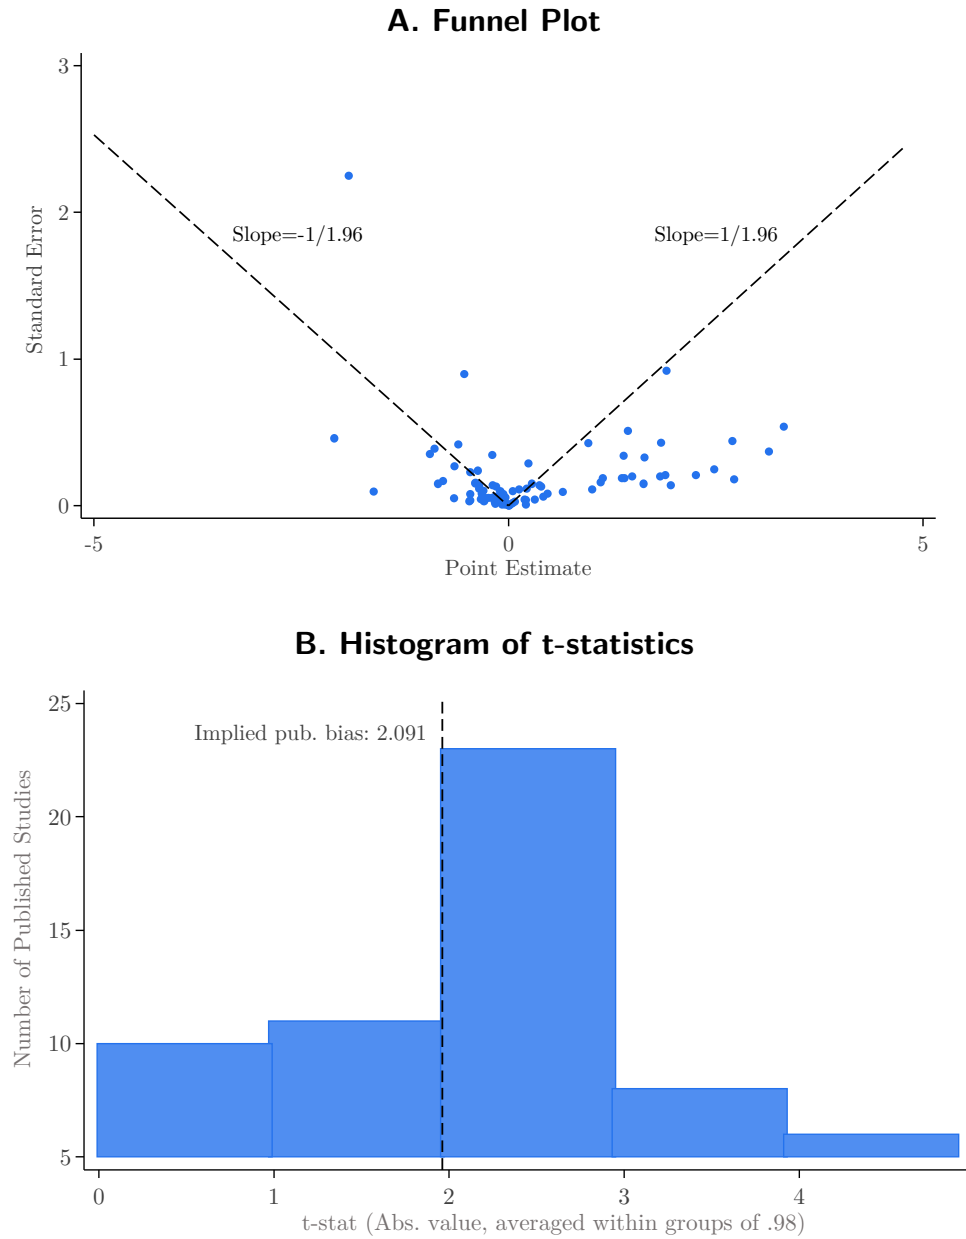 A. Funnel Plot
3
2
1
0
Standard Error
Slope=-1/1.96
Slope=1/1.96
-5
0
5
Point Estimate
B. Histogram of t-statistics
25
20
15
10
5
Number of Published Studies
Implied pub. bias: 2.091
0
1
2
3
4
t-stat (Abs. value, averaged within groups of .98)